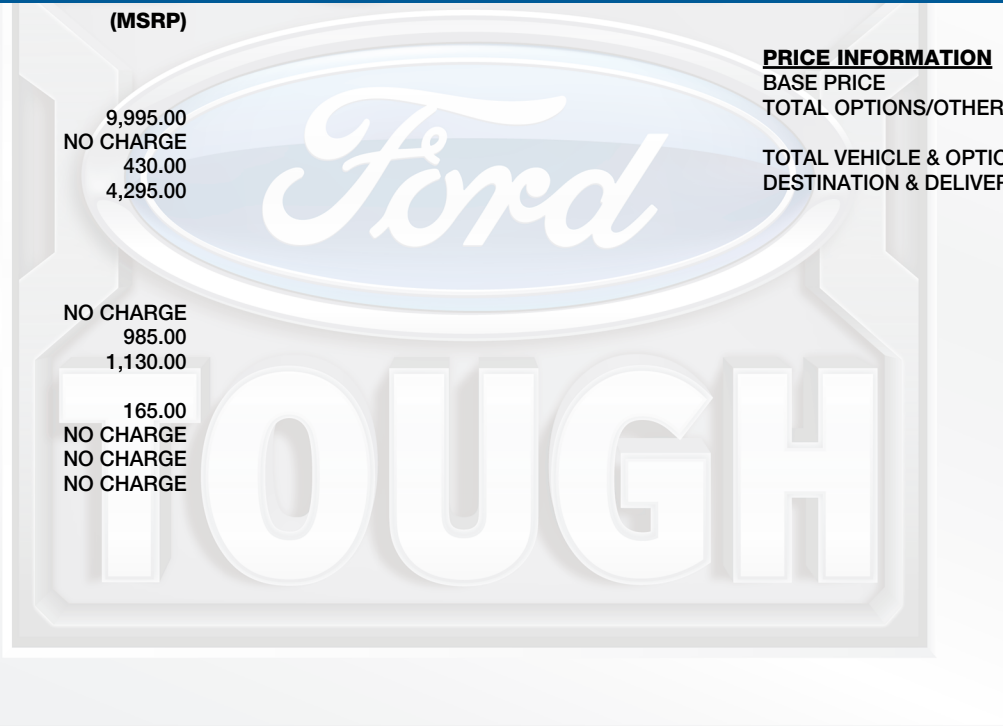 (MSRP)
9,995.00
NO CHARGE
430.00
4,295.00
NO CHARGE
985.00
1,130.00
165.00
NO CHARGE
NO CHARGE
NO CHARGE
PRICE INFORMATION
BASE PRICE
TOTAL OPTIONS/OTHER
TOTAL VEHICLE & OPTIO
DESTINATION & DELIVER
Ford
TOUGH